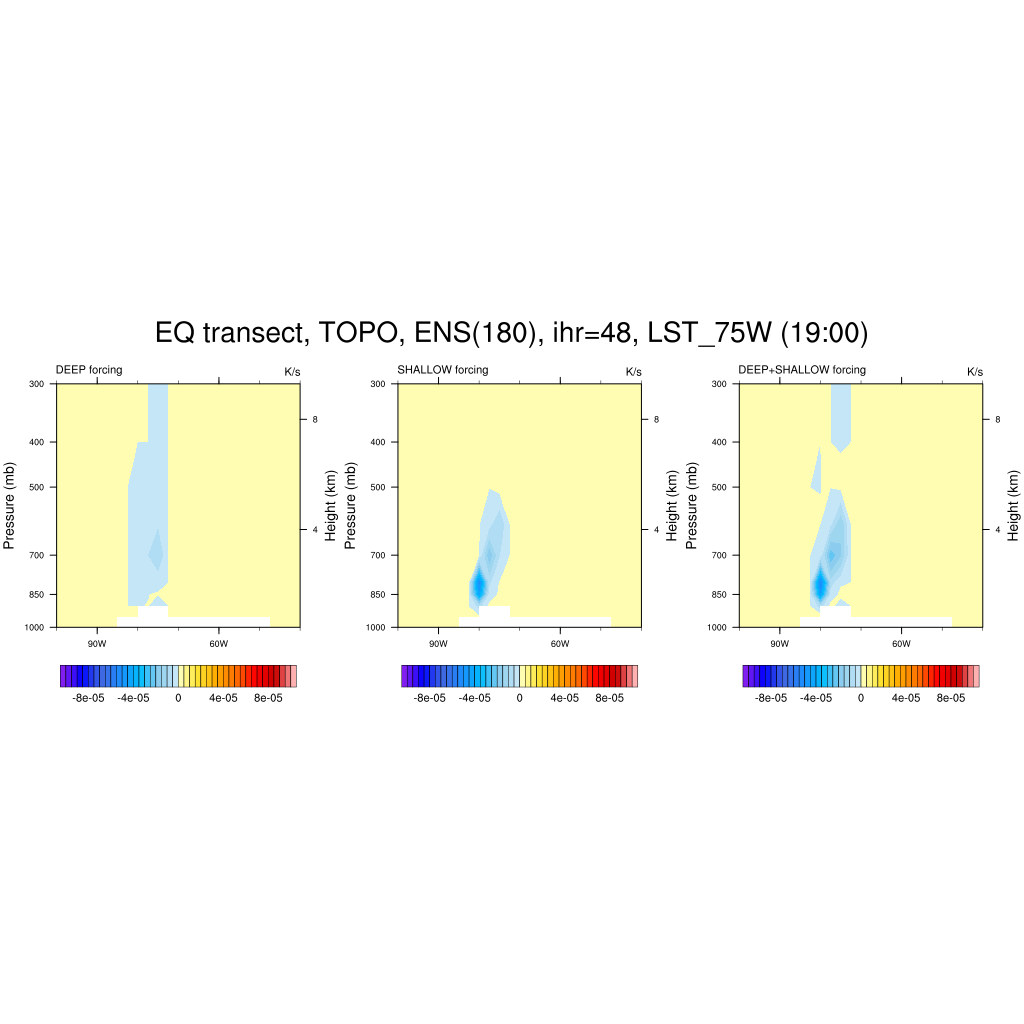 EQ transect, TOPO, ENS(180), ihr=48, LST_75W (19:00)
DEEP forcing K/s
300
400
500
700
850
1000
Pressure (mb)
8
4
Height (km)
90W 60W
-8e-05 -4e-05 0 4e-05 8e-05
SHALLOW forcing K/s
300
400
500
700
850
1000
Pressure (mb)
8
4
Height (km)
90W 60W
-8e-05 -4e-05 0 4e-05 8e-05
DEEP+SHALLOW forcing K/s
300
400
500
700
850
1000
Pressure (mb)
8
4
Height (km)
90W 60W
-8e-05 -4e-05 0 4e-05 8e-05